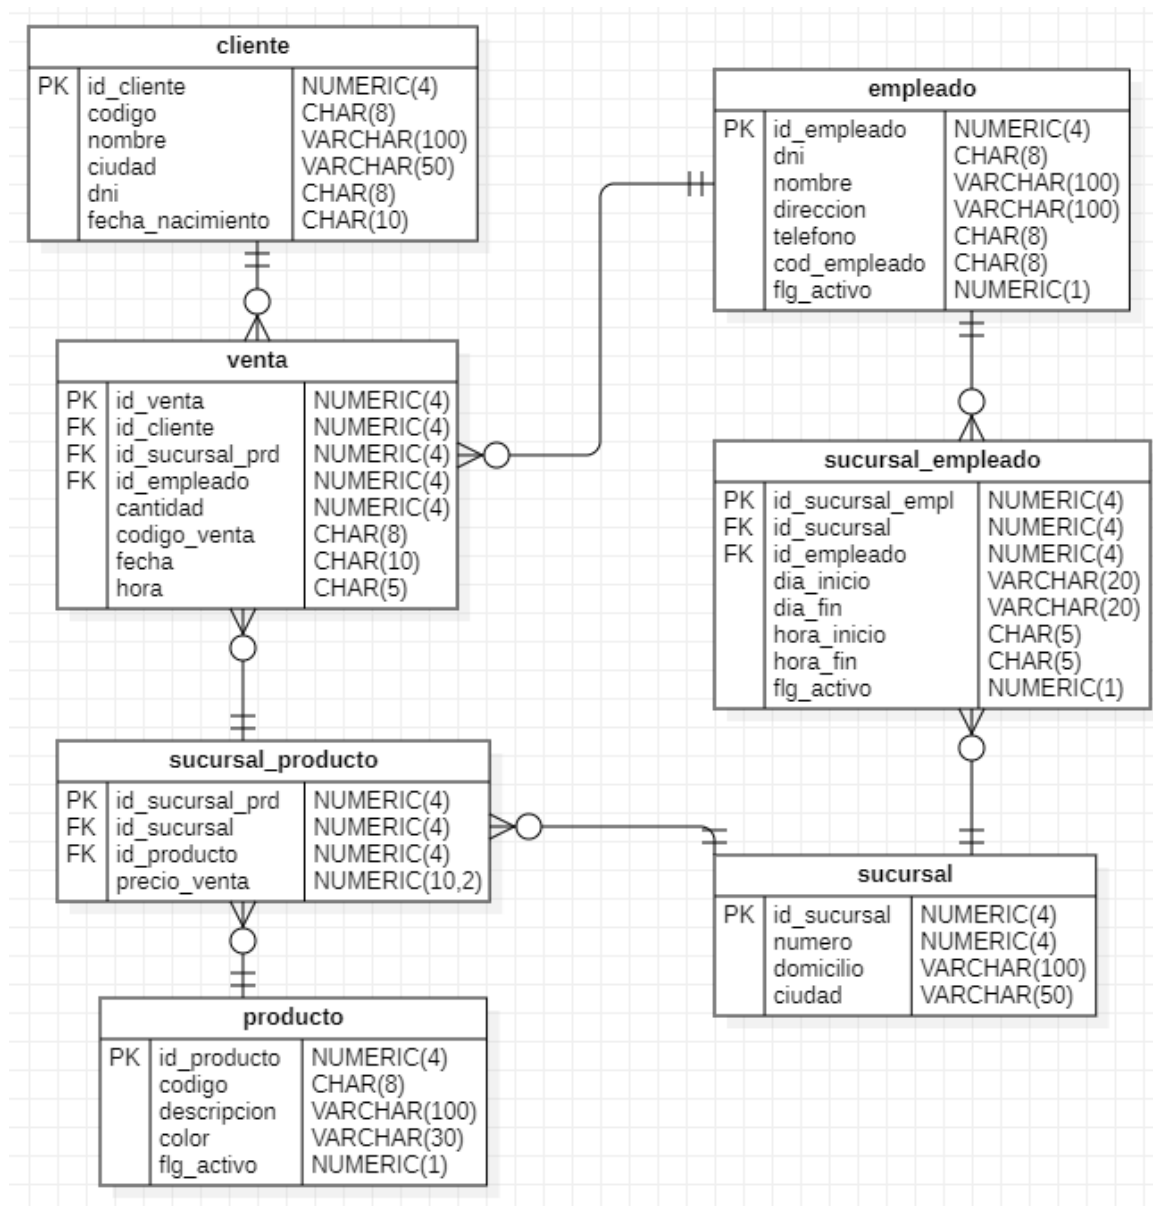 cliente
PK id_cliente NUMERIC(4)
codigo CHAR(8)
nombre VARCHAR(100)
ciudad VARCHAR(50)
dni CHAR(8)
fecha_nacimiento CHAR(10)
empleado
PK id_empleado NUMERIC(4)
dni CHAR(8)
nombre VARCHAR(100)
direccion VARCHAR(100)
telefono CHAR(8)
cod_empleado CHAR(8)
flg_activo NUMERIC(1)
venta
PK id_venta NUMERIC(4)
FK id_cliente NUMERIC(4)
FK id_sucursal_prd NUMERIC(4)
FK id_empleado NUMERIC(4)
cantidad NUMERIC(4)
codigo_venta CHAR(8)
fecha CHAR(10)
hora CHAR(5)
sucursal_empleado
PK id_sucursal_empl NUMERIC(4)
FK id_sucursal NUMERIC(4)
FK id_empleado NUMERIC(4)
dia_inicio VARCHAR(20)
dia_fin VARCHAR(20)
hora_inicio CHAR(5)
hora_fin CHAR(5)
flg_activo NUMERIC(1)
sucursal_producto
PK id_sucursal_prd NUMERIC(4)
FK id_sucursal NUMERIC(4)
FK id_producto NUMERIC(4)
precio_venta NUMERIC(10,2)
sucursal
PK id_sucursal NUMERIC(4)
numero NUMERIC(4)
domicilio VARCHAR(100)
ciudad VARCHAR(50)
producto
PK id_producto NUMERIC(4)
codigo CHAR(8)
descripcion VARCHAR(100)
color VARCHAR(30)
flg_activo NUMERIC(1)